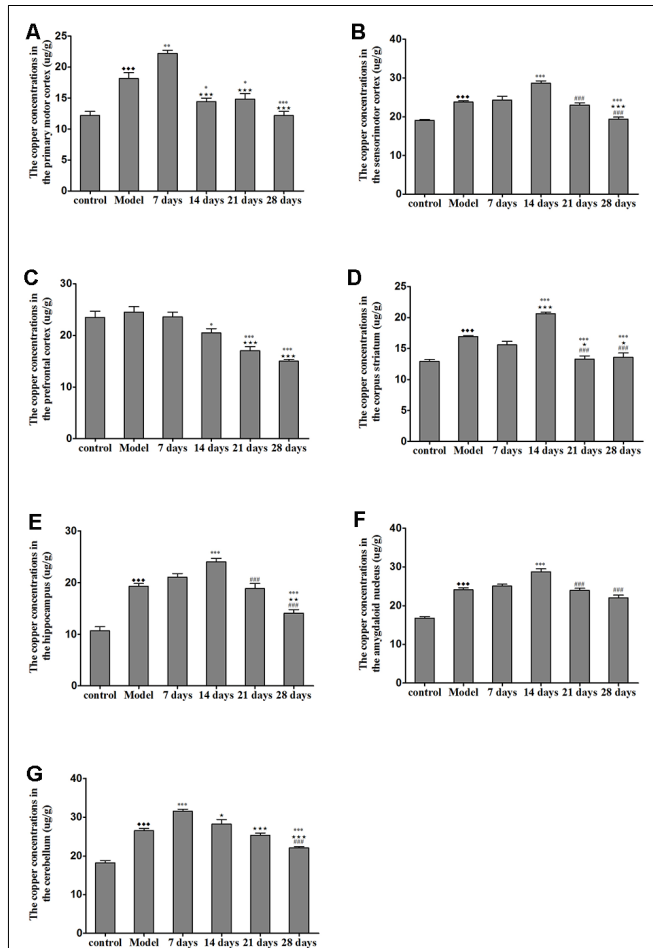 A
The copper concentrations in
the primary motor cortex (ug/g)
25
20
15
10
5
0
◆◆◆
**
*
★★★
*
★★★
***
★★★
control Model 7 days 14 days 21 days 28 days
B
The copper concentrations in
the sensorimotor cortex (ug/g)
40
30
20
10
0
◆◆◆
***
###
***
★★★
###
control Model 7 days 14 days 21 days 28 days
C
The copper concentrations in
the prefrontal cortex (ug/g)
30
20
10
0
*
***
★★★
***
★★★
control Model 7 days 14 days 21 days 28 days
D
The copper concentrations in
the corpus striatum (ug/g)
25
20
15
10
5
0
◆◆◆
***
★★★
***
★
###
***
★
###
control Model 7 days 14 days 21 days 28 days
E
The copper concentrations in
the hippocampus (ug/g)
30
20
10
0
◆◆◆
***
###
***
★★
###
control Model 7 days 14 days 21 days 28 days
F
The copper concentrations in
the amygdaloid nucleus (ug/g)
40
30
20
10
0
◆◆◆
***
###
###
control Model 7 days 14 days 21 days 28 days
G
The copper concentrations in
the cerebellum (ug/g)
40
30
20
10
0
◆◆◆
***
★
★★★
***
★★★
###
control Model 7 days 14 days 21 days 28 days